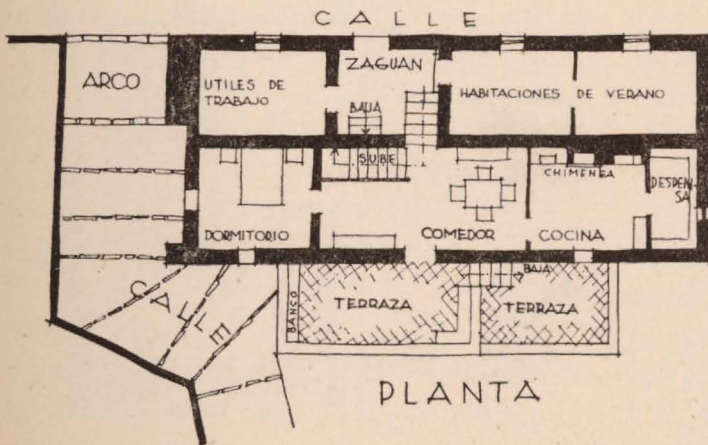 CALLE
ARCO
UTILES DE
TRABAJO
ZAGUAN
BAJA
HABITACIONES DE VERANO
SUBE
CHIMENEA
DESPEN
SA
DORMITORIO
COMEDOR
COCINA
CALLE
BANCO
TERRAZA
BAJA
TERRAZA
PLANTA